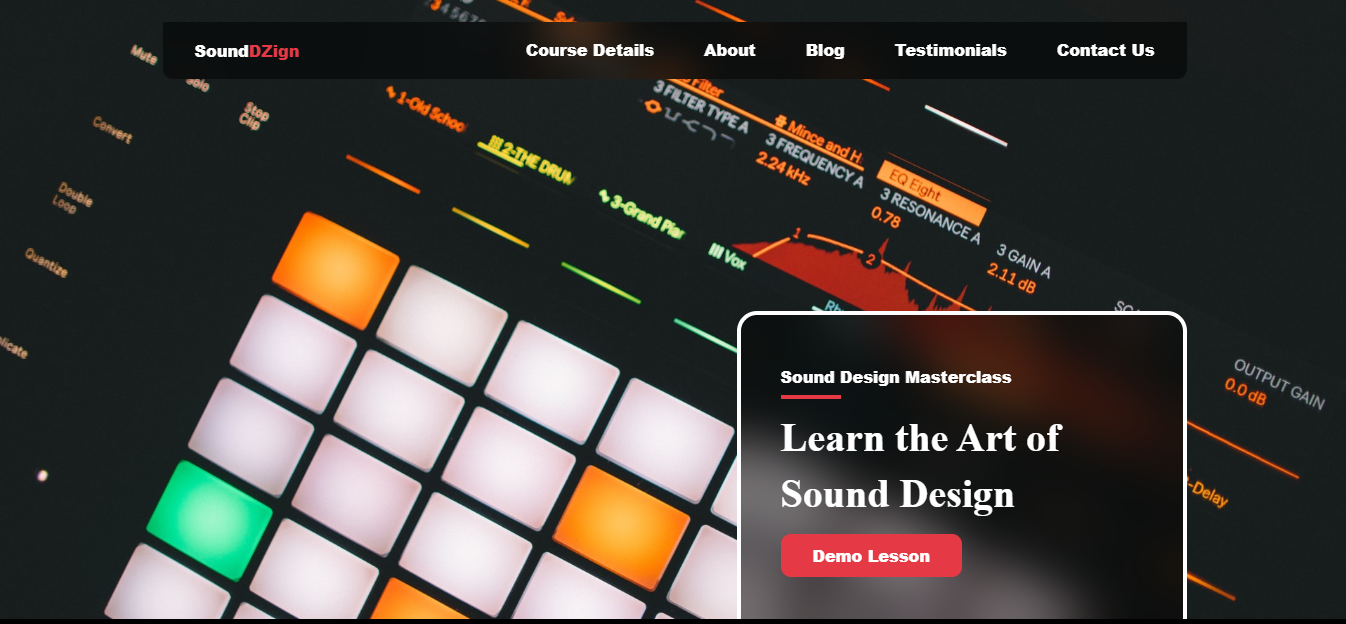 SoundDZign
Course Details
About
Blog
Testimonials
Contact Us
Mute
Solo
Stop
Clip
Convert
Double
Loop
Quantize
1-Old School
2-THE DRUM
3-Grand Piar
Vox
Filter
3 FILTER TYPE A
Mince and H
3 FREQUENCY A
2.24 kHz
EQ Eight
3 RESONANCE A
0.78
3 GAIN A
2.11 dB
1
2
OUTPUT GAIN
0.0 dB
-Delay
Sound Design Masterclass
Learn the Art of
Sound Design
Demo Lesson